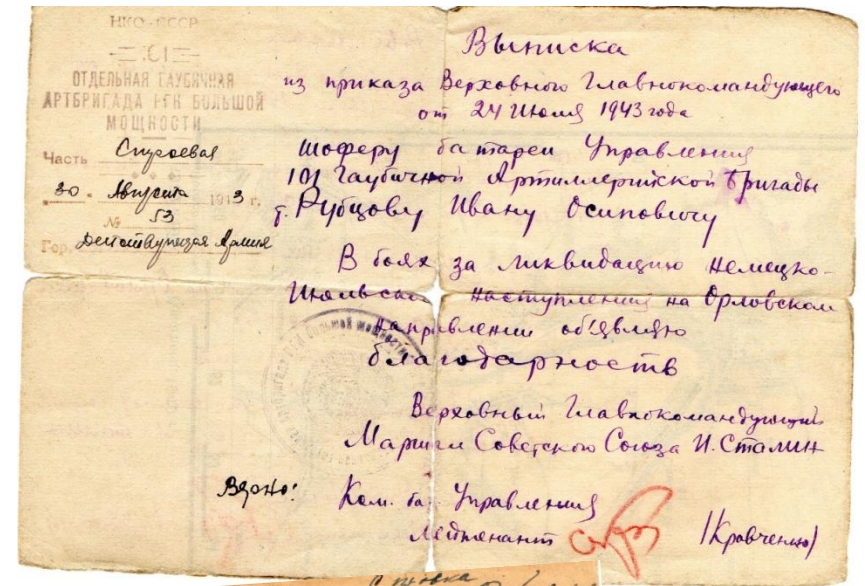 НКО-СССР
101
ОТДЕЛЬНАЯ ГАУБИЧНАЯ
АРТБРИГАДА РГК БОЛЬШОЙ
МОЩНОСТИ
Часть Строевая
30. Августа 1943 г.
№ 53
Гор. Действующая Армия
Выписка
из приказа Верховного Главнокомандующего
от 24 Июля 1943 года
шоферу батареи Управления
101 Гаубичной Артиллерийской Бригады
т. Рубцову Ивану Осиповичу
В боях за ликвидацию Немецко-
Июльского наступления на Орловском
направлении объявляю
благодарность
Верховный Главнокомандующий
Маршал Советского Союза И. Сталин
Верно: Ком. бат. Управления
лейтенант /Кравченко/